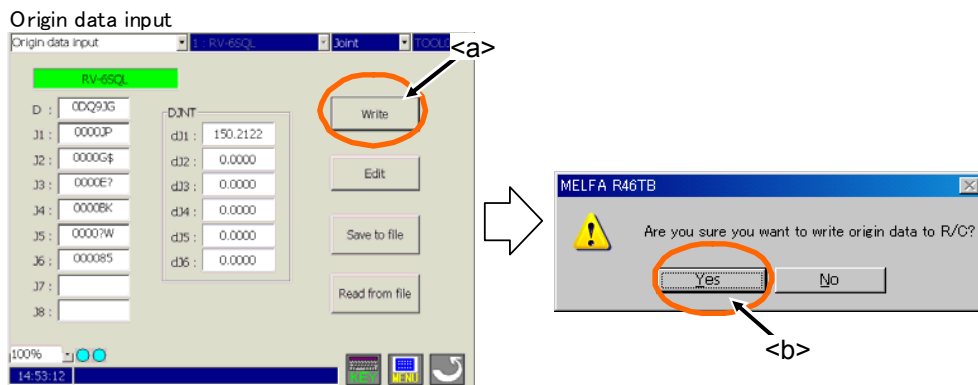 Origin data input
Origin data input 1 : RV-6SQL Joint TOOL
<a>
RV-6SQL
D : 0DQ9JG
J1 : 0000JP
J2 : 0000G$
J3 : 0000E?
J4 : 0000BK
J5 : 0000?W
J6 : 000085
J7 :
J8 :
DJNT
dJ1 : 150.2122
dJ2 : 0.0000
dJ3 : 0.0000
dJ4 : 0.0000
dJ5 : 0.0000
dJ6 : 0.0000
Write
Edit
Save to file
Read from file
100%
14:53:12
KEY MENU
MELFA R46TB
Are you sure you want to write origin data to R/C?
Yes No
<b>